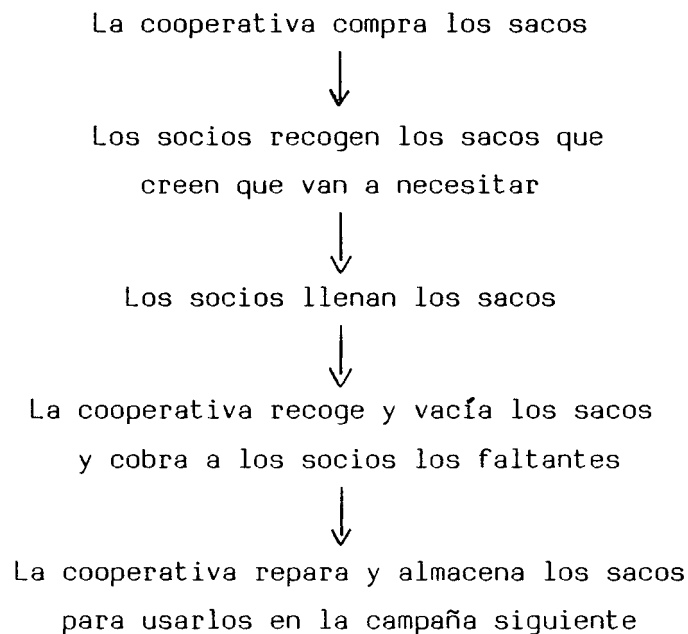 La cooperativa compra los sacos
Los socios recogen los sacos que
creen que van a necesitar
Los socios llenan los sacos
La cooperativa recoge y vacía los sacos
y cobra a los socios los faltantes
La cooperativa repara y almacena los sacos
para usarlos en la campaña siguiente